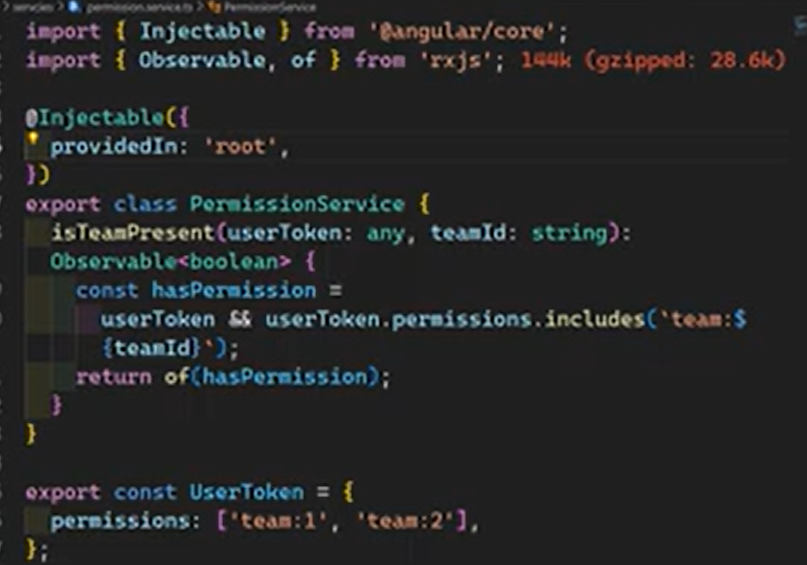 servcies > permission.service.ts > PermissionService
import { Injectable } from '@angular/core';
import { Observable, of } from 'rxjs'; 144k (gzipped: 28.6k)
@Injectable({
providedIn: 'root',
})
export class PermissionService {
isTeamPresent(userToken: any, teamId: string):
Observable<boolean> {
const hasPermission =
userToken && userToken.permissions.includes(`team:$
{teamId}`);
return of(hasPermission);
}
}
export const UserToken = {
permissions: ['team:1', 'team:2'],
};